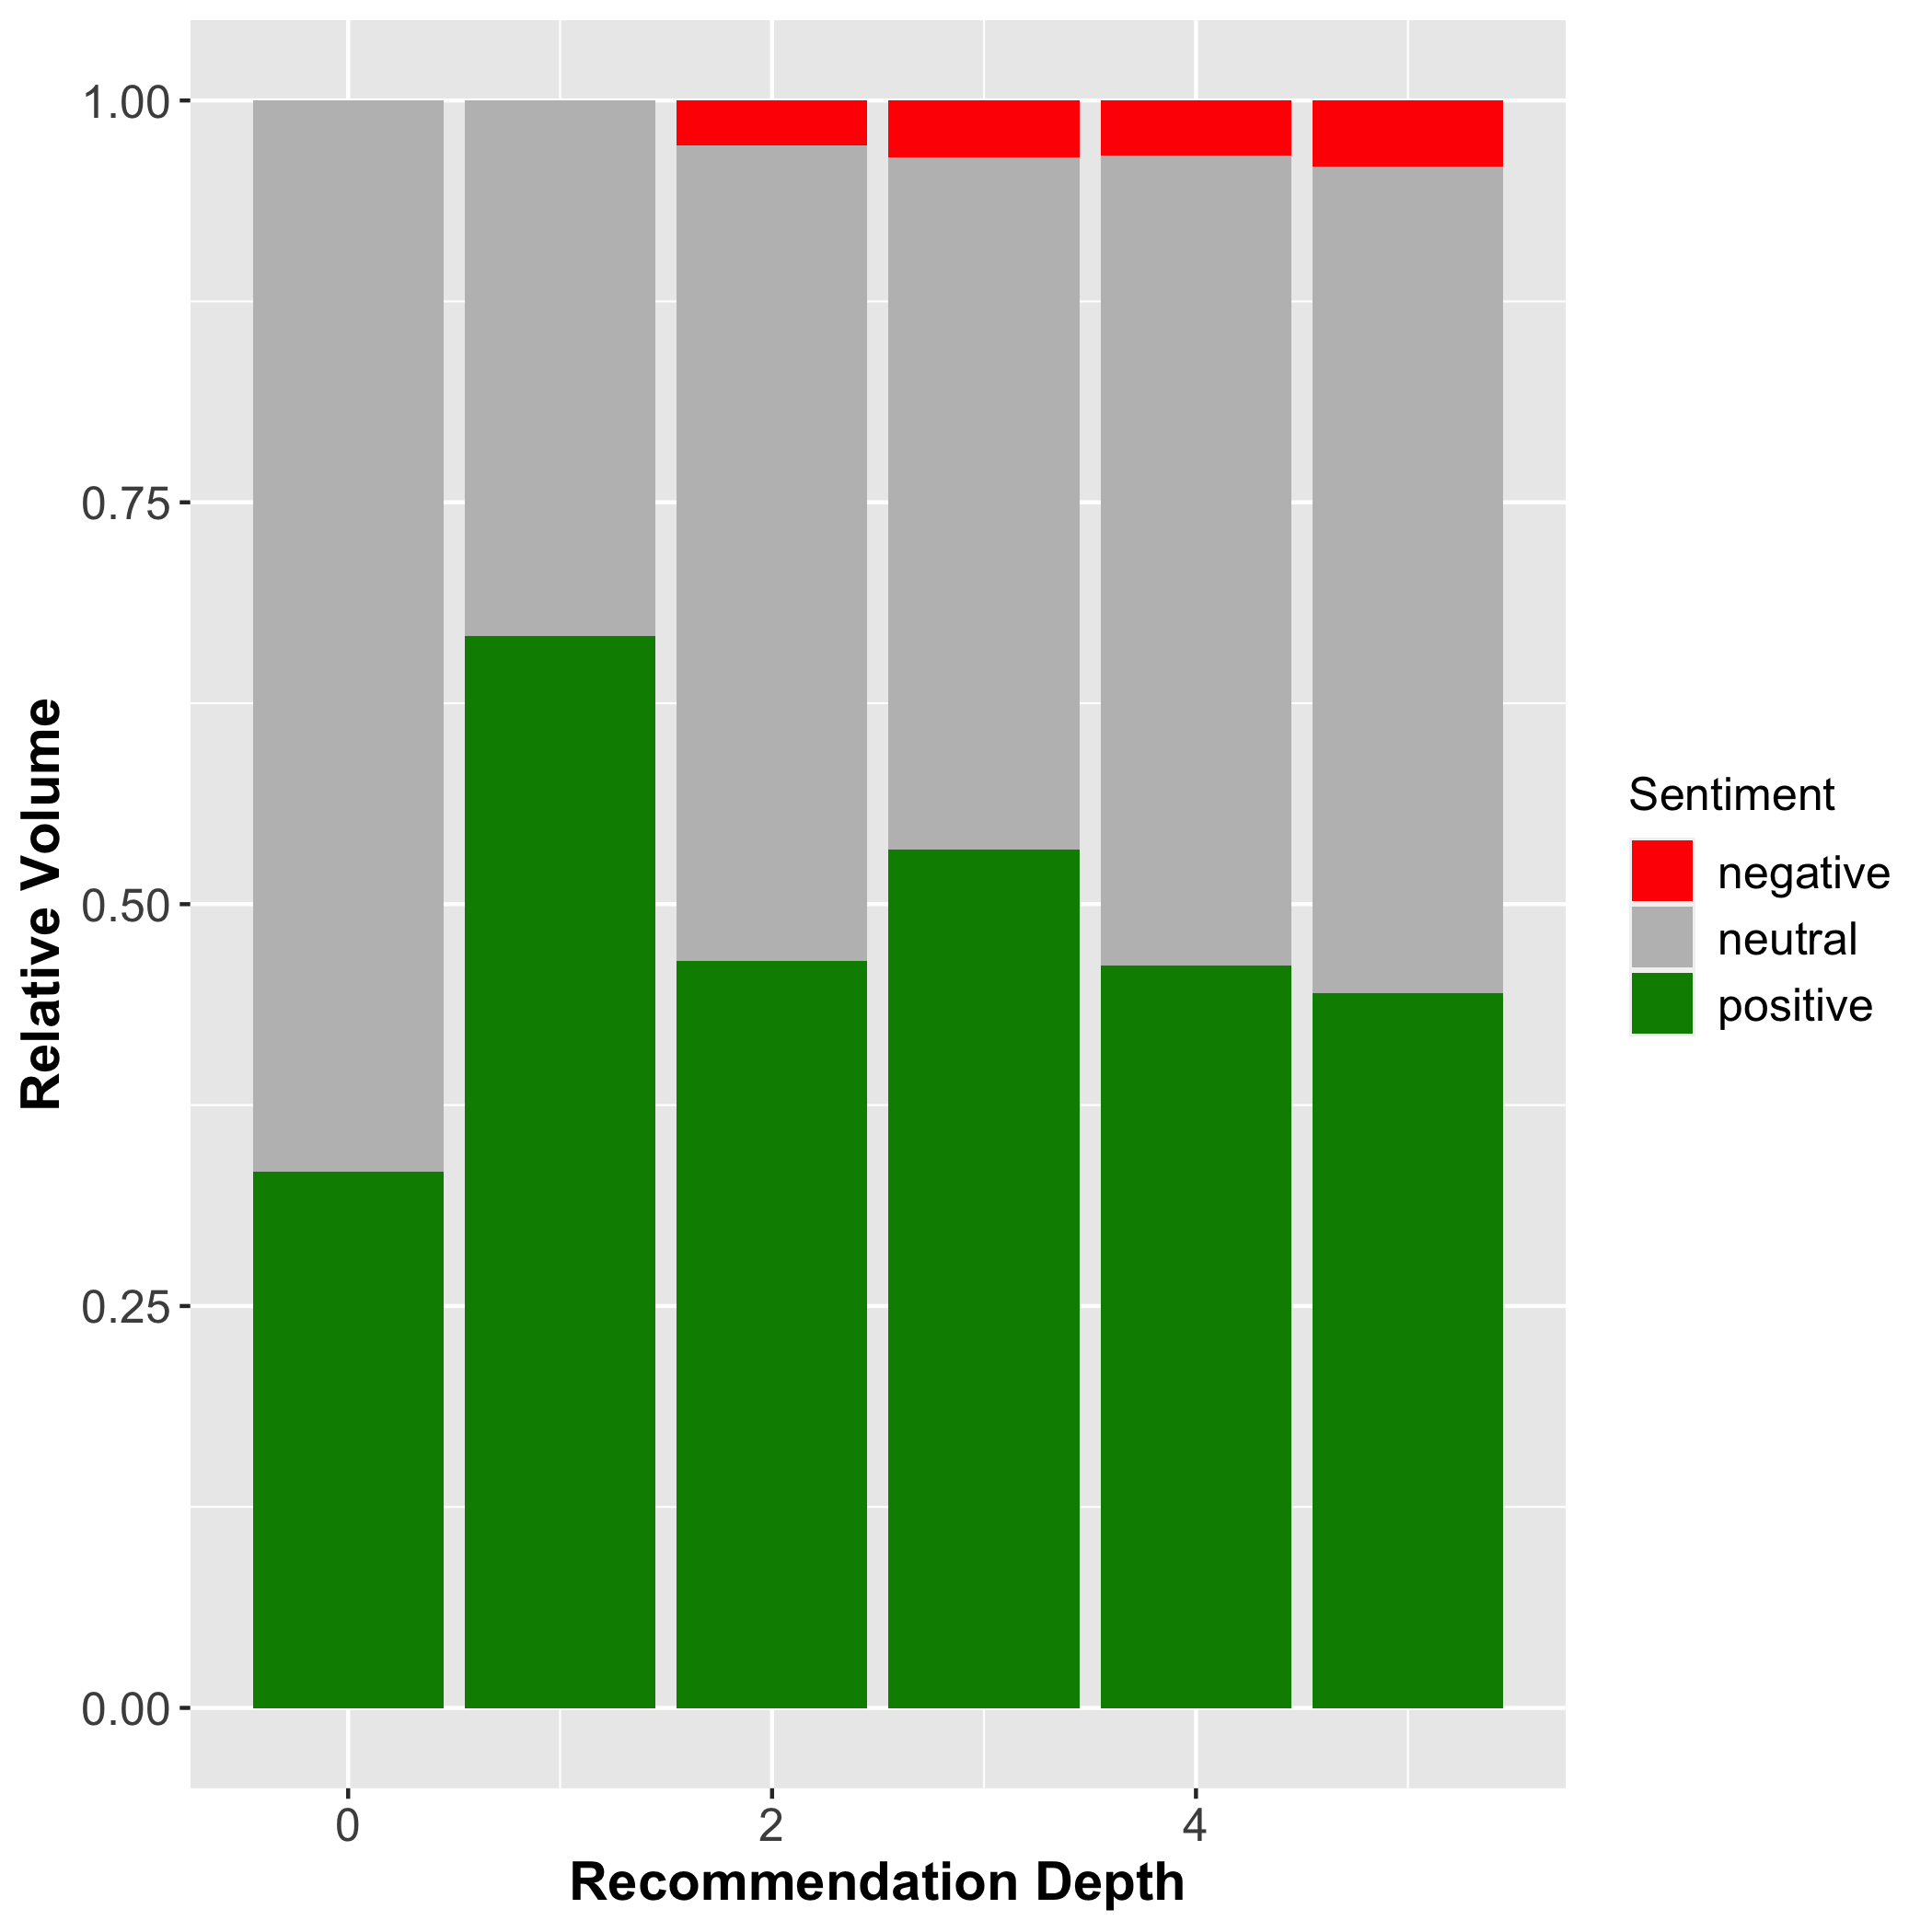 1.00
0.75
0.50
0.25
0.00
Relative Volume
0
2
4
Recommendation Depth
Sentiment
negative
neutral
positive